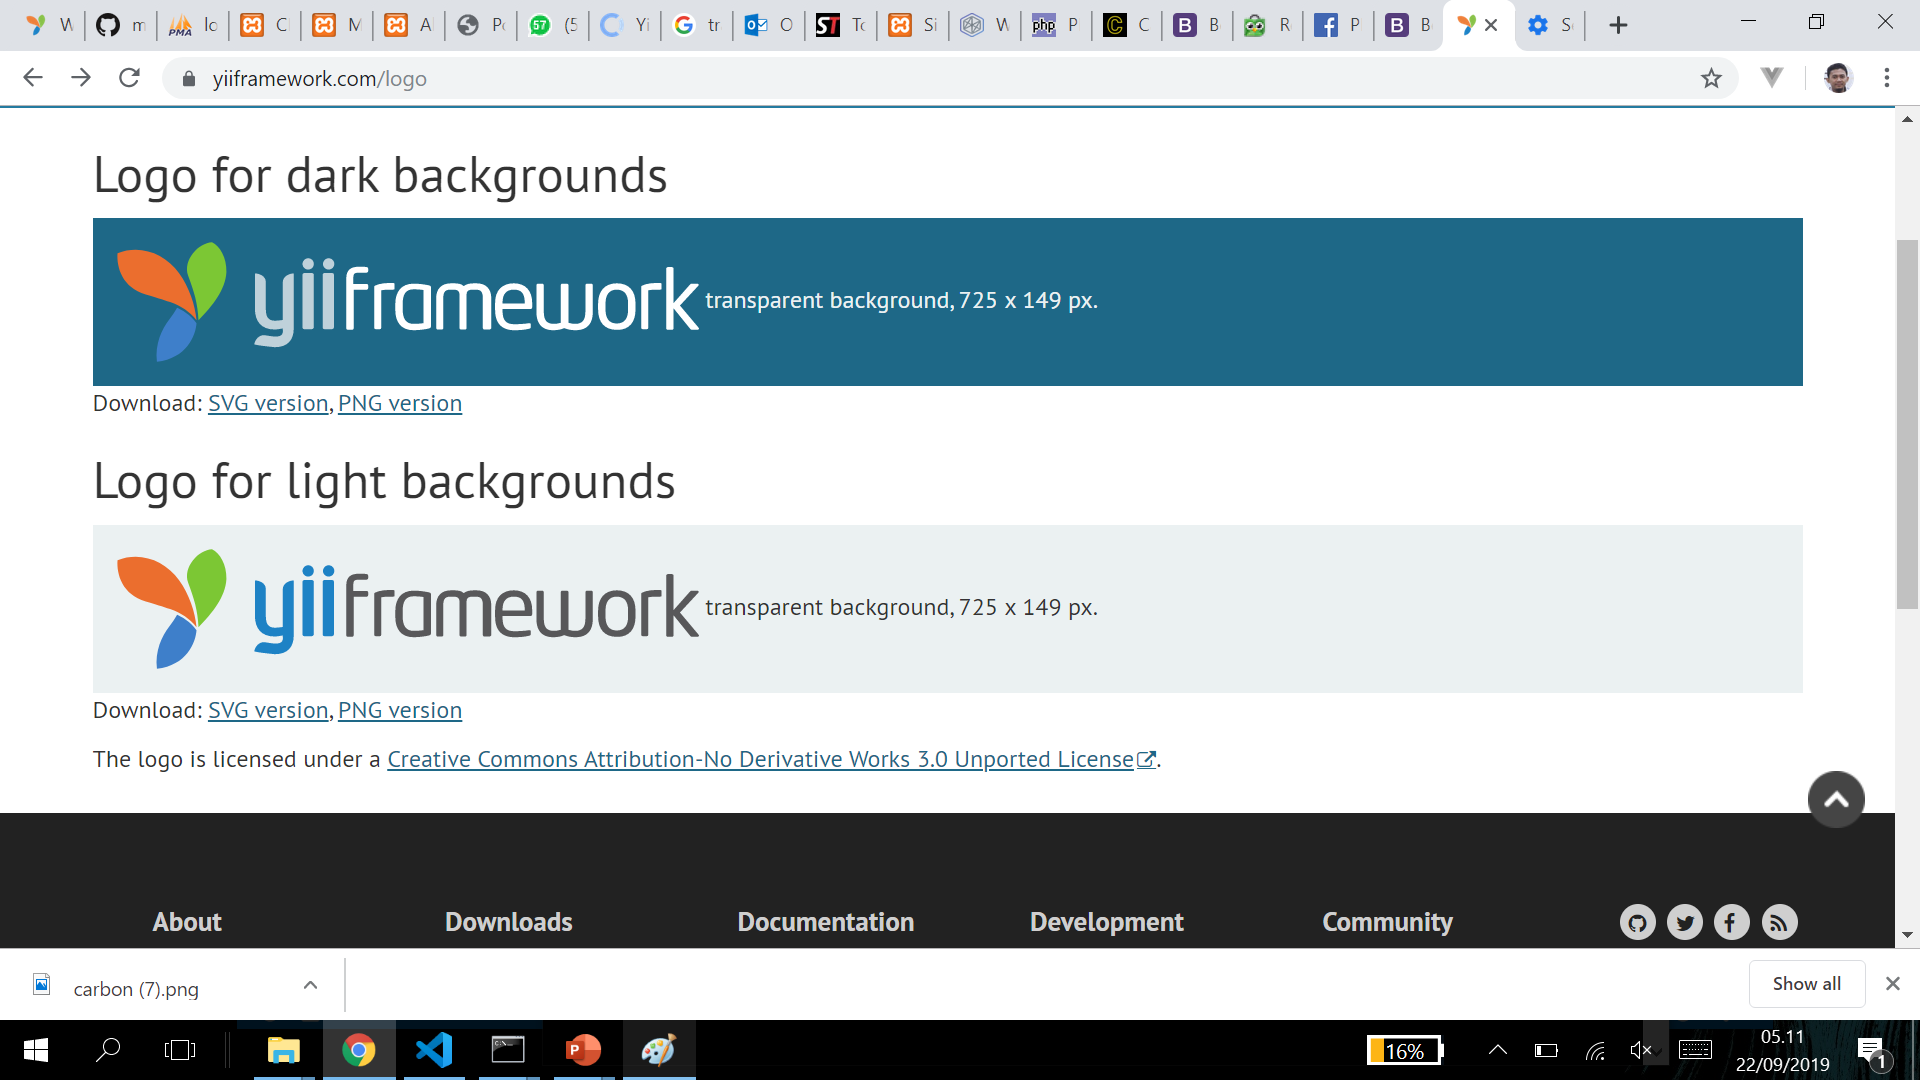 yiiframework.com/logo
Logo for dark backgrounds
yiiframework transparent background, 725 x 149 px.
Download: SVG version, PNG version
Logo for light backgrounds
yiiframework transparent background, 725 x 149 px.
Download: SVG version, PNG version
The logo is licensed under a Creative Commons Attribution-No Derivative Works 3.0 Unported License.
About Downloads Documentation Development Community
carbon (7).png
Show all
16%
05.11
22/09/2019
1